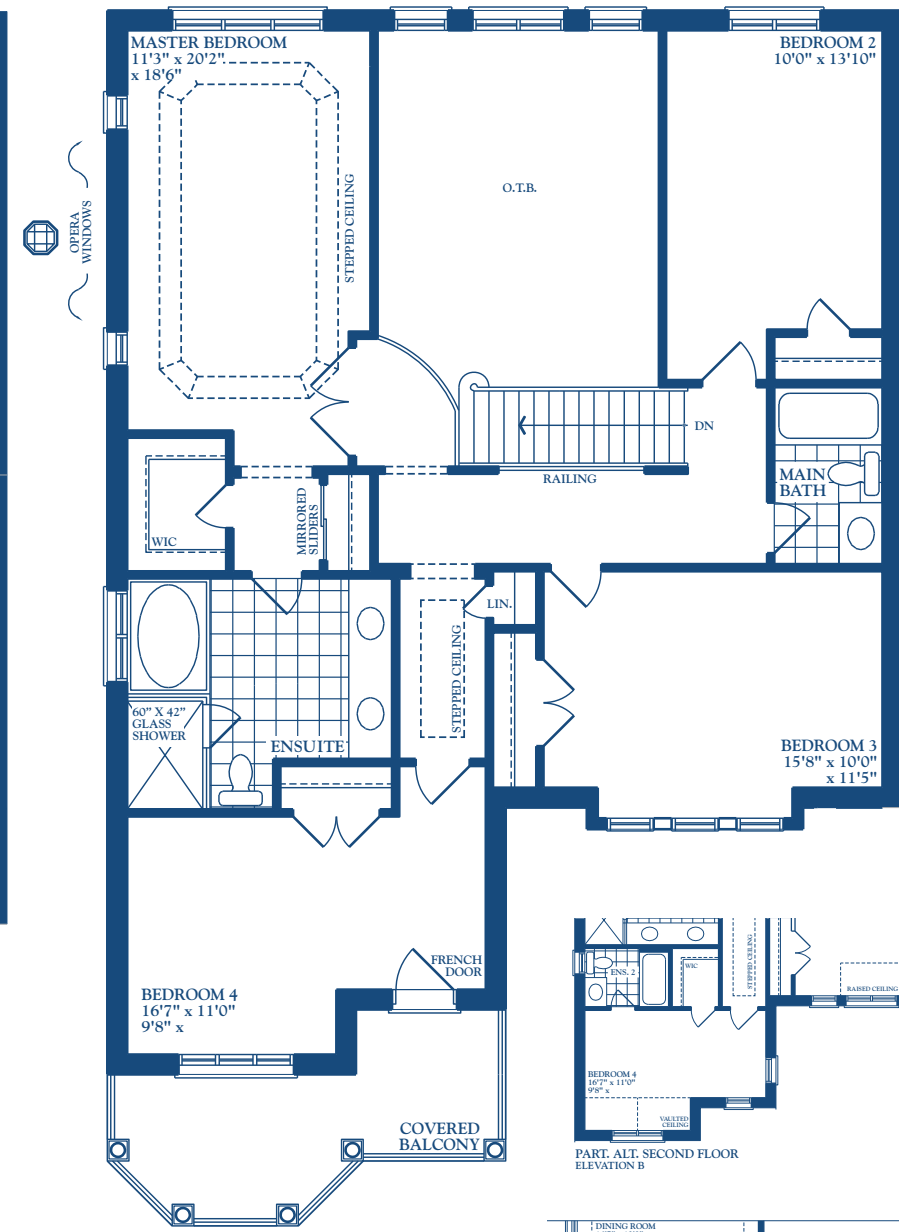 MASTER BEDROOM
11'3" x 20'2"
x 18'6"
BEDROOM 2
10'0" x 13'10"
O.T.B.
OPERA
WINDOWS
STEPPED CEILING
DN
RAILING
MAIN
BATH
WIC
MIRRORED
SLIDERS
LIN.
STEPPED CEILING
60" X 42"
GLASS
SHOWER
ENSUITE
BEDROOM 3
15'8" x 10'0"
x 11'5"
FRENCH
DOOR
BEDROOM 4
16'7" x 11'0"
9'8" x
COVERED
BALCONY
ENS. 2
WIC
STEPPED CEILING
RAISED CEILING
BEDROOM 4
16'7" x 11'0"
9'8" x
VAULTED
CEILING
PART. ALT. SECOND FLOOR
ELEVATION B
DINING ROOM